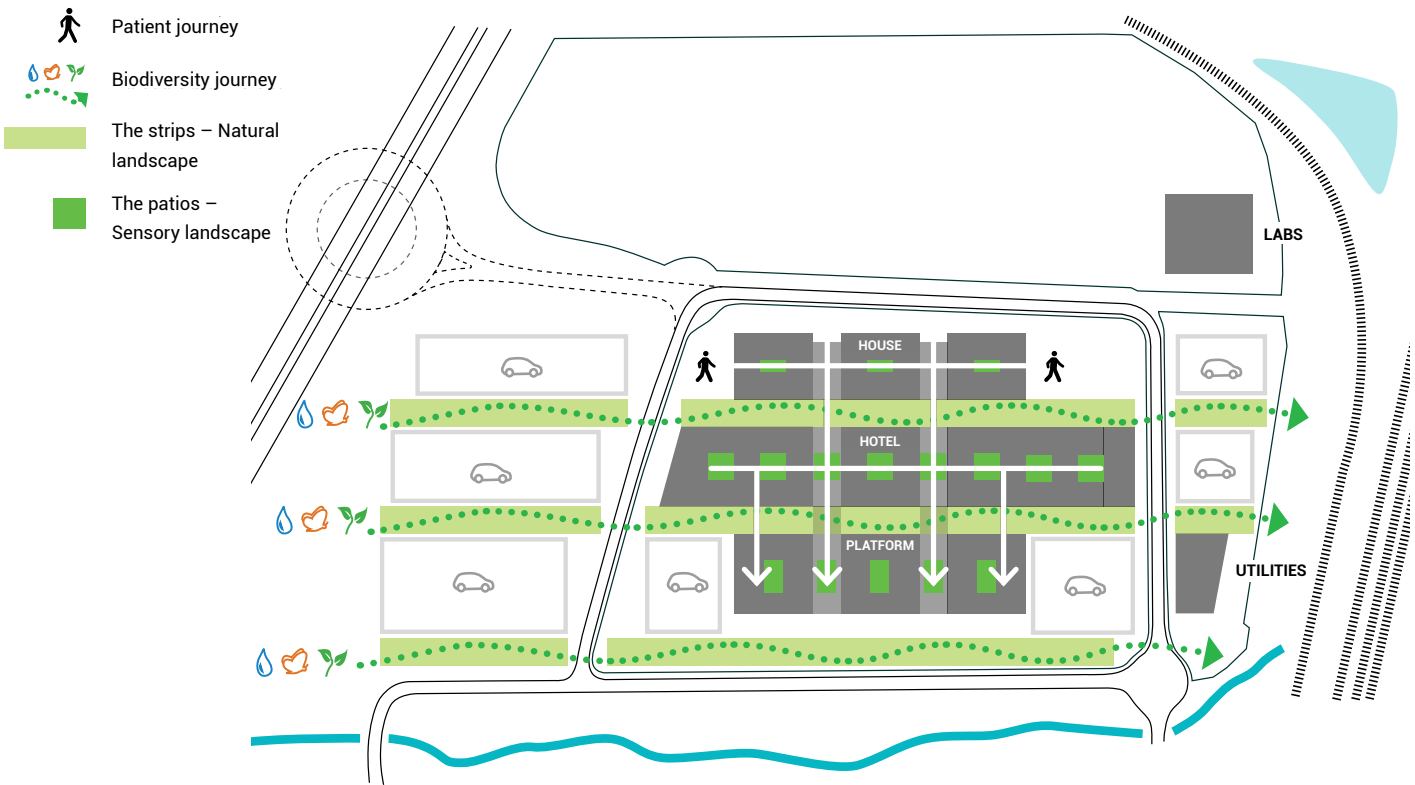 Patient journey
Biodiversity journey
The strips – Natural
landscape
The patios –
Sensory landscape
LABS
HOUSE
HOTEL
PLATFORM
UTILITIES